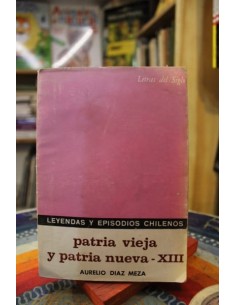 Letras del Siglo
LEYENDAS Y EPISODIOS CHILENOS
patria vieja
y patria nueva - XIII
AURELIO DIAZ MEZA